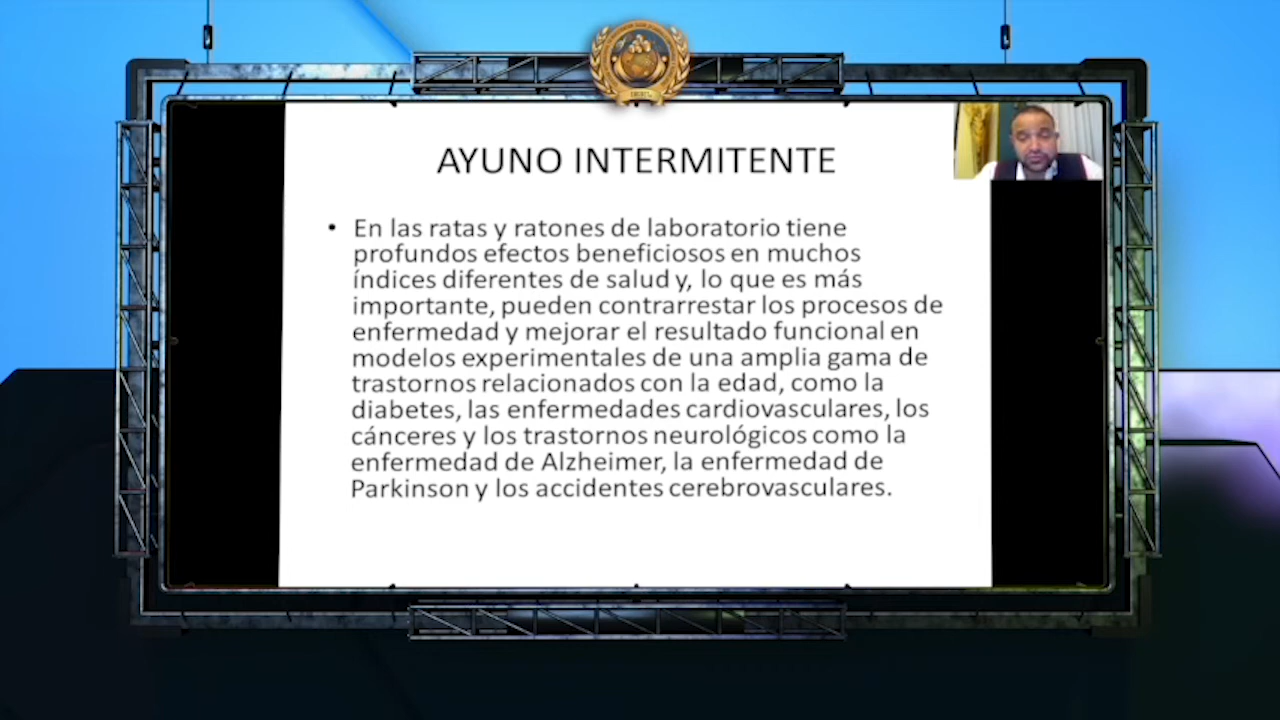 AYUNO INTERMITENTE
• En las ratas y ratones de laboratorio tiene
profundos efectos beneficiosos en muchos
índices diferentes de salud y, lo que es más
importante, pueden contrarrestar los procesos de
enfermedad y mejorar el resultado funcional en
modelos experimentales de una amplia gama de
trastornos relacionados con la edad, como la
diabetes, las enfermedades cardiovasculares, los
cánceres y los trastornos neurológicos como la
enfermedad de Alzheimer, la enfermedad de
Parkinson y los accidentes cerebrovasculares.